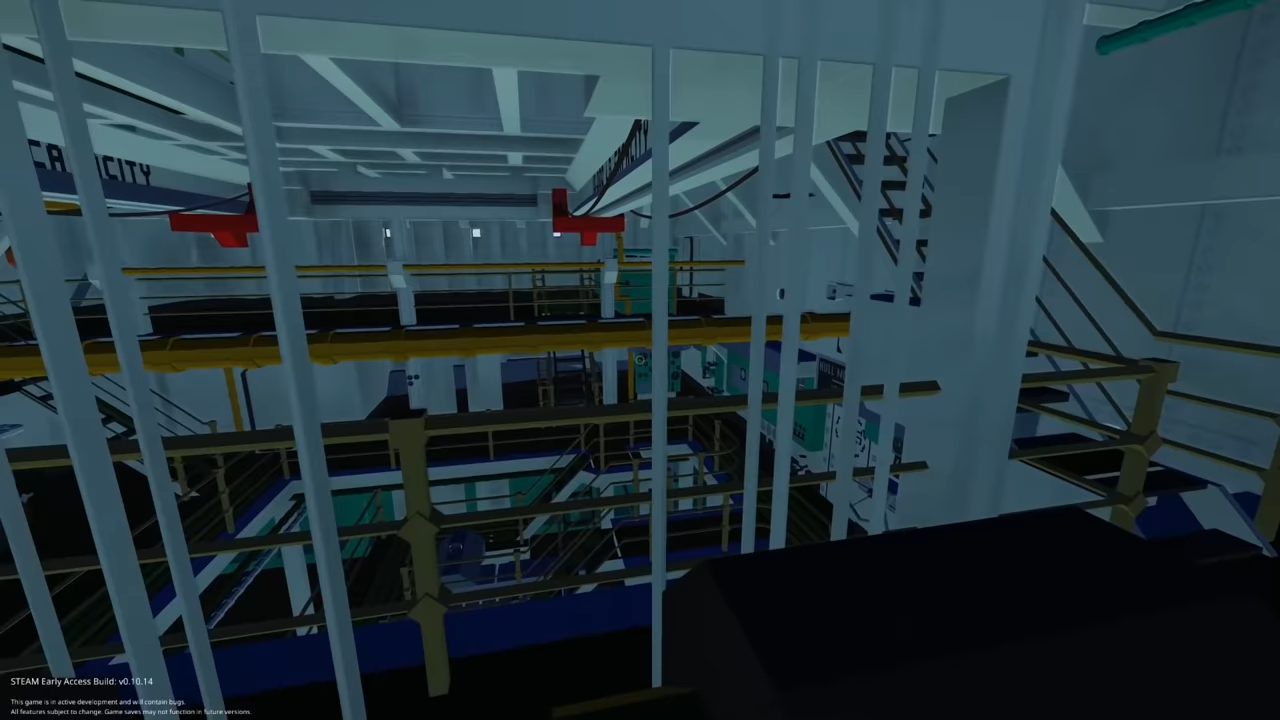 CAPACITY
STEAM Early Access Build: v0.10.14
This game is in active development and will contain bugs.
All features subject to change. Game saves may not function in future versions.